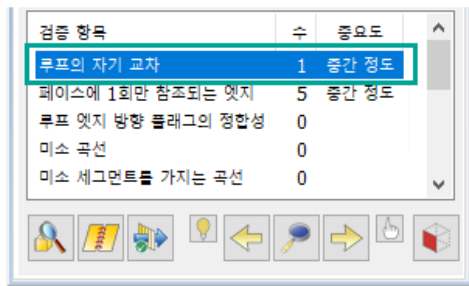 검증 항목 수 중요도
루프의 자기 교차 1 중간 정도
페이스에 1회만 참조되는 엣지 5 중간 정도
루프 엣지 방향 플래그의 정합성 0
미소 곡선 0
미소 세그먼트를 가지는 곡선 0